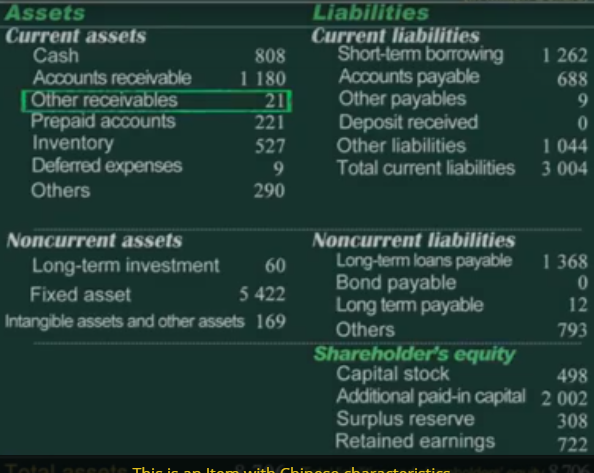 Assets
Current assets
Cash 808
Accounts receivable 1 180
Other receivables 21
Prepaid accounts 221
Inventory 527
Deferred expenses 9
Others 290
Noncurrent assets
Long-term investment 60
Fixed asset 5 422
Intangible assets and other assets 169
Liabilities
Current liabilities
Short-term borrowing 1 262
Accounts payable 688
Other payables 9
Deposit received 0
Other liabilities 1 044
Total current liabilities 3 004
Noncurrent liabilities
Long-term loans payable 1 368
Bond payable 0
Long term payable 12
Others 793
Shareholder's equity
Capital stock 498
Additional paid-in capital 2 002
Surplus reserve 308
Retained earnings 722
Total assets
This is an Item with Chinese characteristics